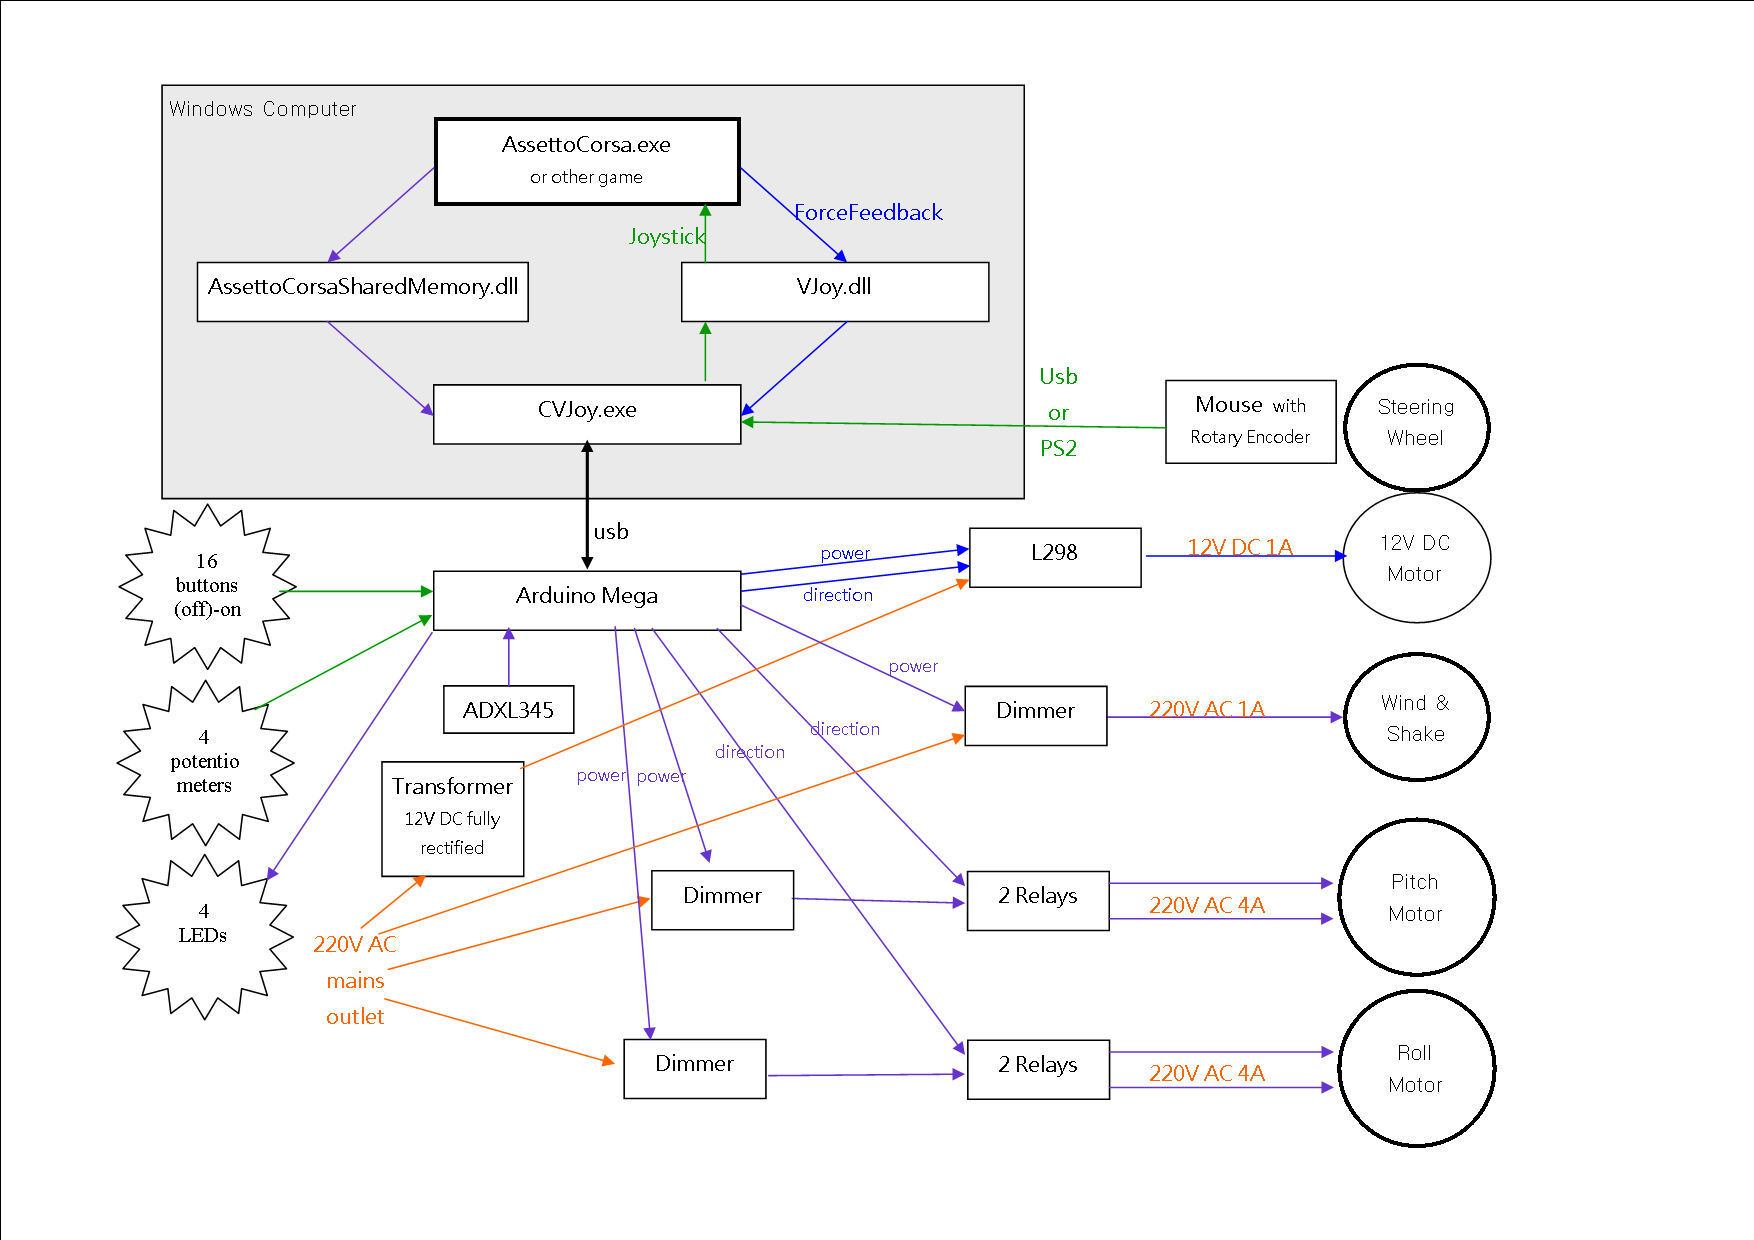 Windows Computer
AssettoCorsa.exe
or other game
ForceFeedback
Joystick
AssettoCorsaSharedMemory.dll
VJoy.dll
CVJoy.exe
Usb
or
PS2
Mouse with
Rotary Encoder
Steering
Wheel
usb
16
buttons
(off)-on
Arduino Mega
power
direction
L298
12V DC 1A
12V DC
Motor
ADXL345
power
Dimmer
220V AC 1A
Wind &
Shake
direction
direction
power
power
4
potentio
meters
Transformer
12V DC fully
rectified
4
LEDs
220V AC
mains
outlet
Dimmer
2 Relays
220V AC 4A
Pitch
Motor
Dimmer
2 Relays
220V AC 4A
Roll
Motor